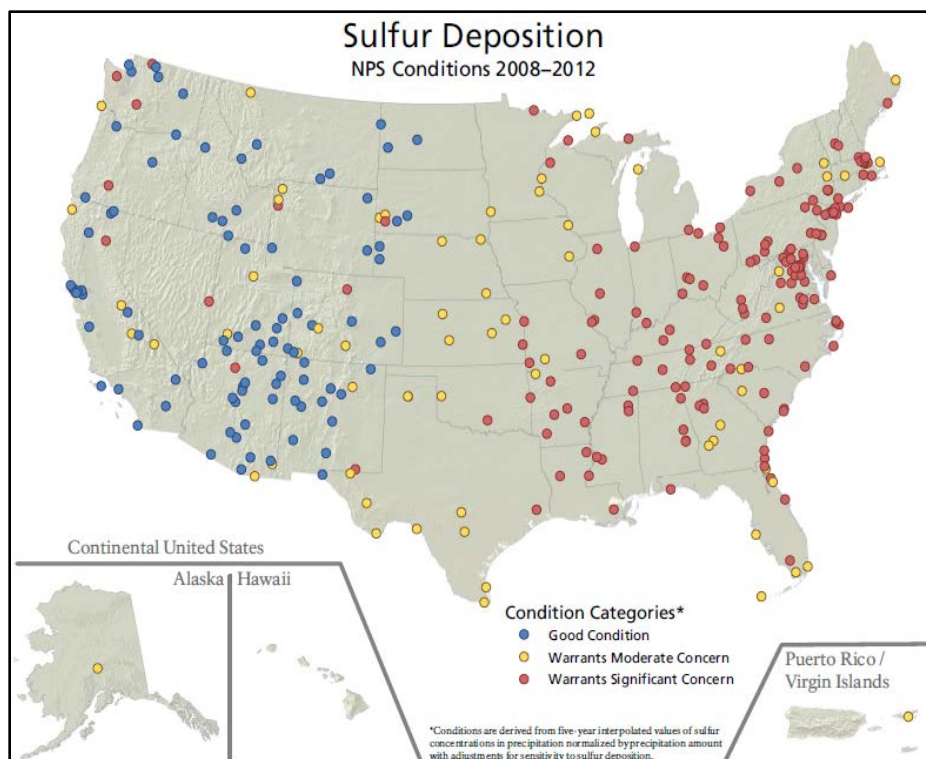 Sulfur Deposition
NPS Conditions 2008–2012
Continental United States
Alaska
Hawaii
Condition Categories*
Good Condition
Warrants Moderate Concern
Warrants Significant Concern
Puerto Rico /
Virgin Islands
*Conditions are derived from five-year interpolated values of sulfur
concentrations in precipitation normalized by precipitation amount
with adjustments for sensitivity to sulfur deposition.